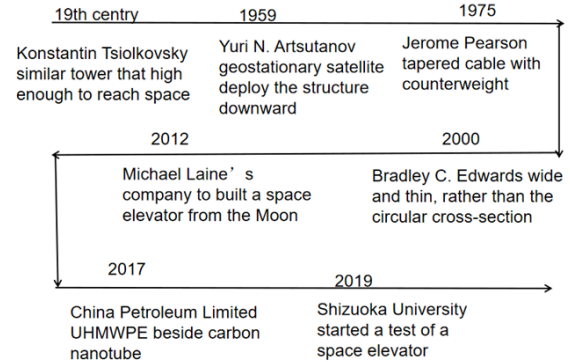 19th centry
1959
1975
Konstantin Tsiolkovsky
similar tower that high
enough to reach space
Yuri N. Artsutanov
geostationary satellite
deploy the structure
downward
Jerome Pearson
tapered cable with
counterweight
2012
2000
Michael Laine's
company to built a space
elevator from the Moon
Bradley C. Edwards wide
and thin, rather than the
circular cross-section
2017
2019
China Petroleum Limited
UHMWPE beside carbon
nanotube
Shizuoka University
started a test of a
space elevator